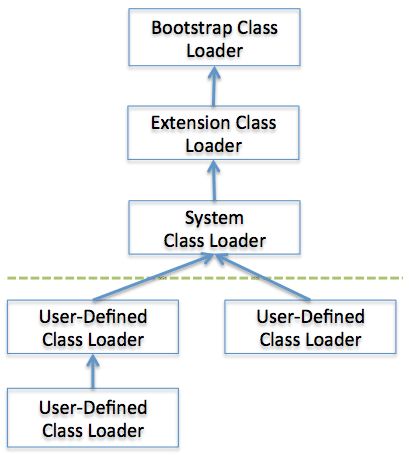 Bootstrap Class
Loader
Extension Class
Loader
System
Class Loader
User-Defined
Class Loader
User-Defined
Class Loader
User-Defined
Class Loader